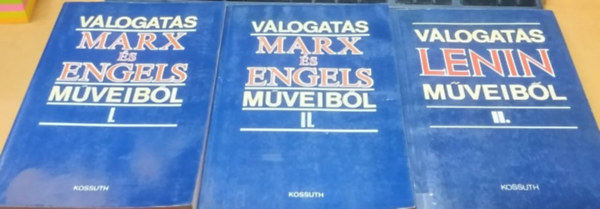 VÁLOGATÁS
MARX
ÉS
ENGELS
MŰVEIBŐL
I.
KOSSUTH
VÁLOGATÁS
MARX
ÉS
ENGELS
MŰVEIBŐL
II.
KOSSUTH
VÁLOGATÁS
LENIN
MŰVEIBŐL
II.
KOSSUTH